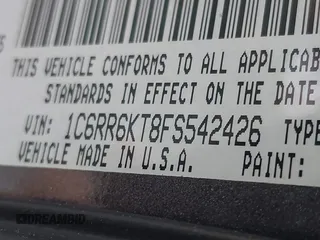 THIS VEHICLE CONFORMS TO ALL APPLICAB
STANDARDS IN EFFECT ON THE DATE
VIN: 1C6RR6KT8FS542426 TYPE
VEHICLE MADE IN U.S.A. PAINT:
DREAMBID